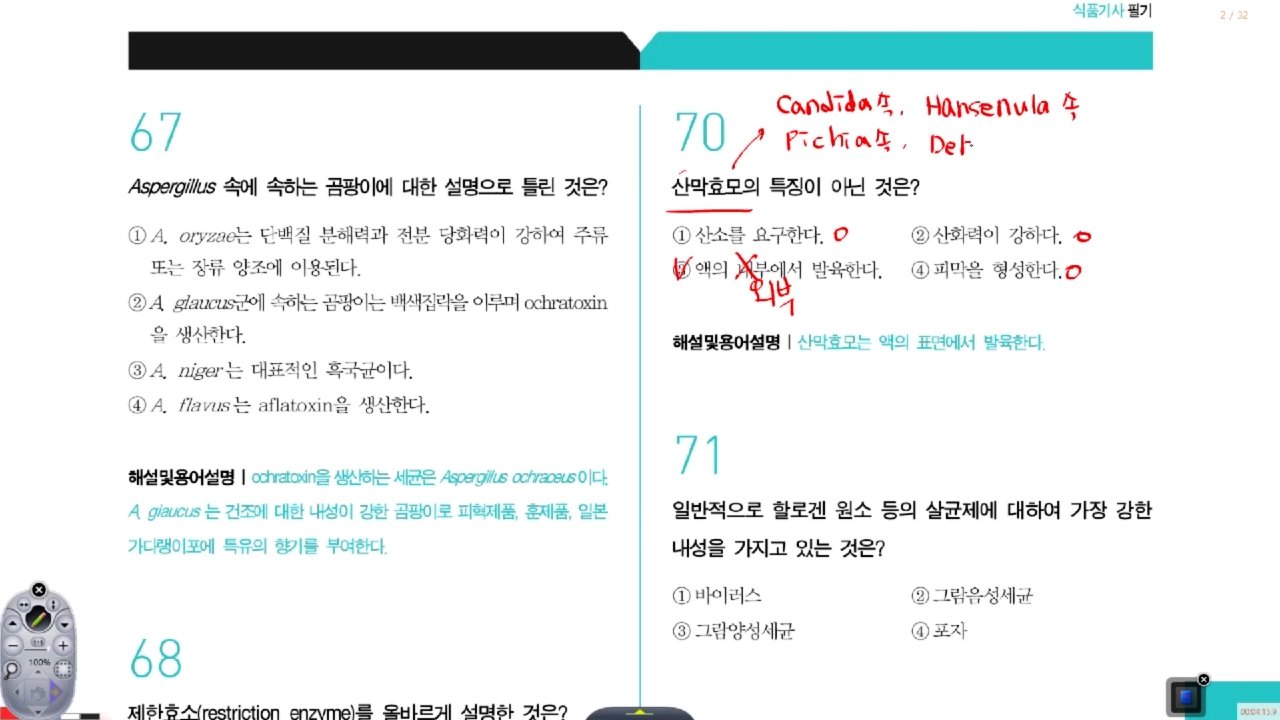 식품기사 필기
2 / 32
67
Aspergillus 속에 속하는 곰팡이에 대한 설명으로 틀린 것은?
① A. oryzae는 단백질 분해력과 전분 당화력이 강하여 주류
또는 장류 양조에 이용된다.
② A. glaucus군에 속하는 곰팡이는 백색집락을 이루며 ochratoxin
을 생산한다.
③ A. niger는 대표적인 흑국균이다.
④ A. flavus는 aflatoxin을 생산한다.
해설및용어설명 | ochratoxin을 생산하는 세균은 Aspergillus ochraceus이다.
A. glaucus 는 건조에 대한 내성이 강한 곰팡이로 피혁제품, 훈제품, 일본
가다랭이포에 특유의 향기를 부여한다.
68
제한효소(restriction enzyme)를 올바르게 설명한 것은?
Candida속, Hansenula 속
Pichia속, Deb
70
산막효모의 특징이 아닌 것은?
① 산소를 요구한다. O
② 산화력이 강하다. O
③ 액의 내부에서 발육한다.
④ 피막을 형성한다. O
외부
해설및용어설명 | 산막효모는 액의 표면에서 발육한다.
71
일반적으로 할로겐 원소 등의 살균제에 대하여 가장 강한
내성을 가지고 있는 것은?
① 바이러스
② 그람음성세균
③ 그람양성세균
④ 포자
100%
00:04:15.9